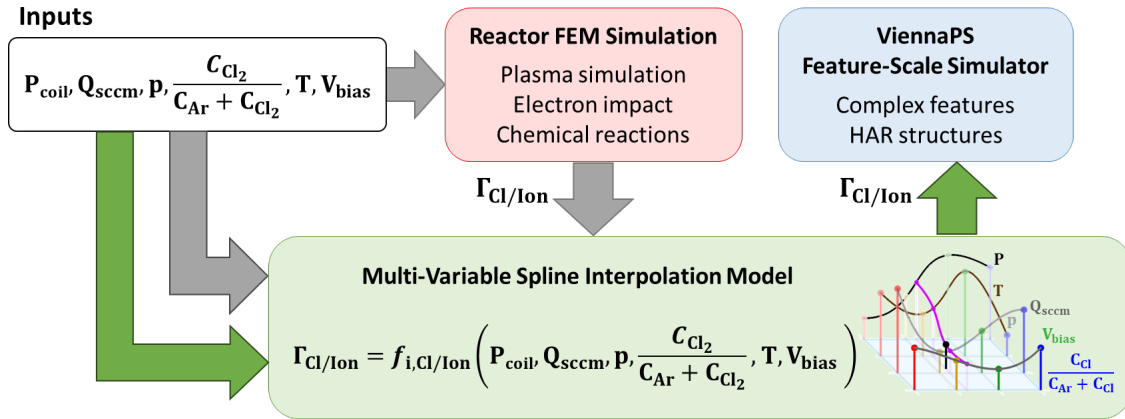 Inputs
P_coil, Q_sccm, p, C_Cl₂ / (C_Ar + C_Cl₂), T, V_bias
Reactor FEM Simulation
Plasma simulation
Electron impact
Chemical reactions
ViennaPS
Feature-Scale Simulator
Complex features
HAR structures
Γ_Cl/Ion
Γ_Cl/Ion
Multi-Variable Spline Interpolation Model
Γ_Cl/Ion = f_i,Cl/Ion (P_coil, Q_sccm, p, C_Cl₂ / (C_Ar + C_Cl₂), T, V_bias)
P
T
Q_sccm
p
V_bias
C_Cl / (C_Ar + C_Cl)